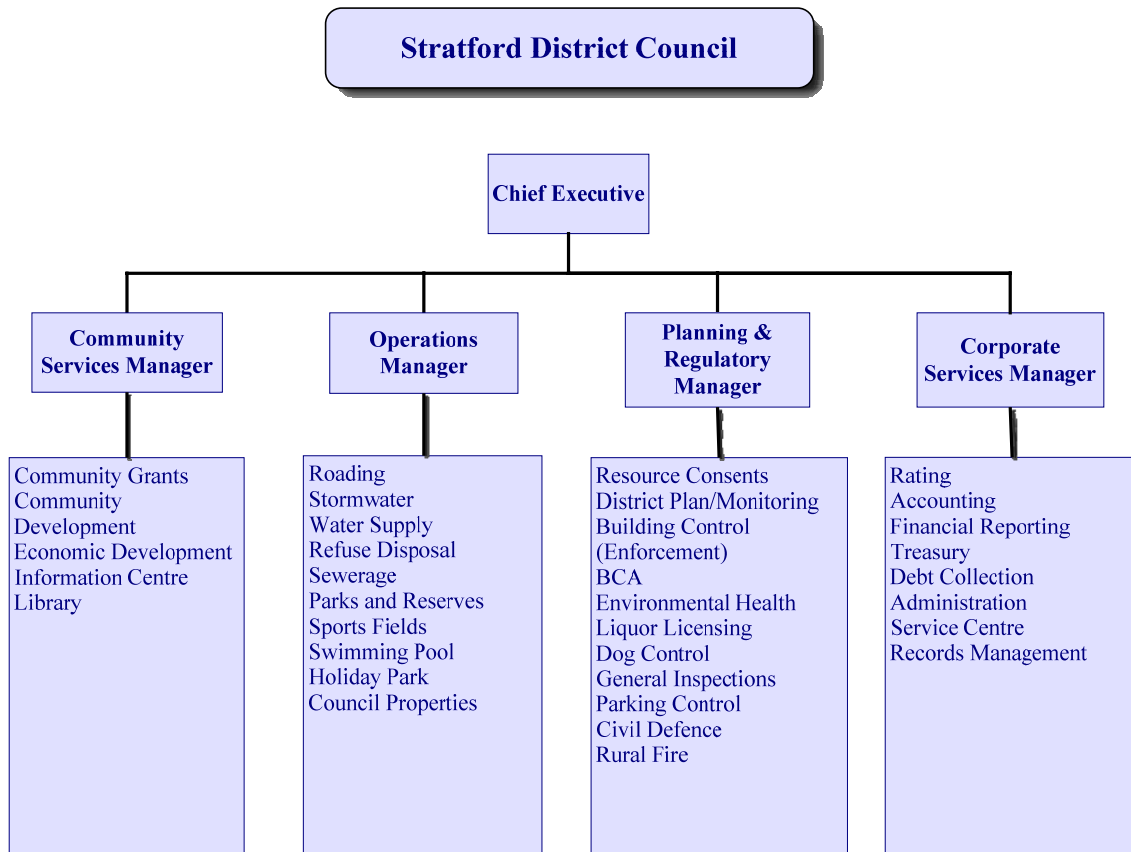 Stratford District Council
Chief Executive
Community
Services Manager
Operations
Manager
Planning &
Regulatory
Manager
Corporate
Services Manager
Community Grants
Community
Development
Economic Development
Information Centre
Library
Roading
Stormwater
Water Supply
Refuse Disposal
Sewerage
Parks and Reserves
Sports Fields
Swimming Pool
Holiday Park
Council Properties
Resource Consents
District Plan/Monitoring
Building Control
(Enforcement)
BCA
Environmental Health
Liquor Licensing
Dog Control
General Inspections
Parking Control
Civil Defence
Rural Fire
Rating
Accounting
Financial Reporting
Treasury
Debt Collection
Administration
Service Centre
Records Management